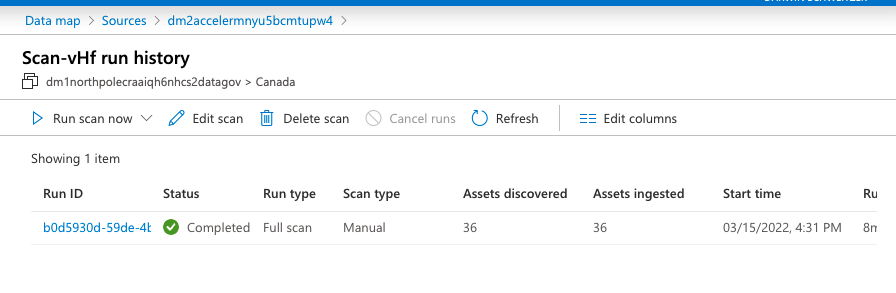 Data map > Sources > dm2accelermnyu5bcmtupw4 >
Scan-vHf run history
dm1northpolecraaiqh6nhcs2datagov > Canada
Run scan now Edit scan Delete scan Cancel runs Refresh Edit columns
Showing 1 item
Run ID Status Run type Scan type Assets discovered Assets ingested Start time Ru
b0d5930d-59de-4b Completed Full scan Manual 36 36 03/15/2022, 4:31 PM 8m